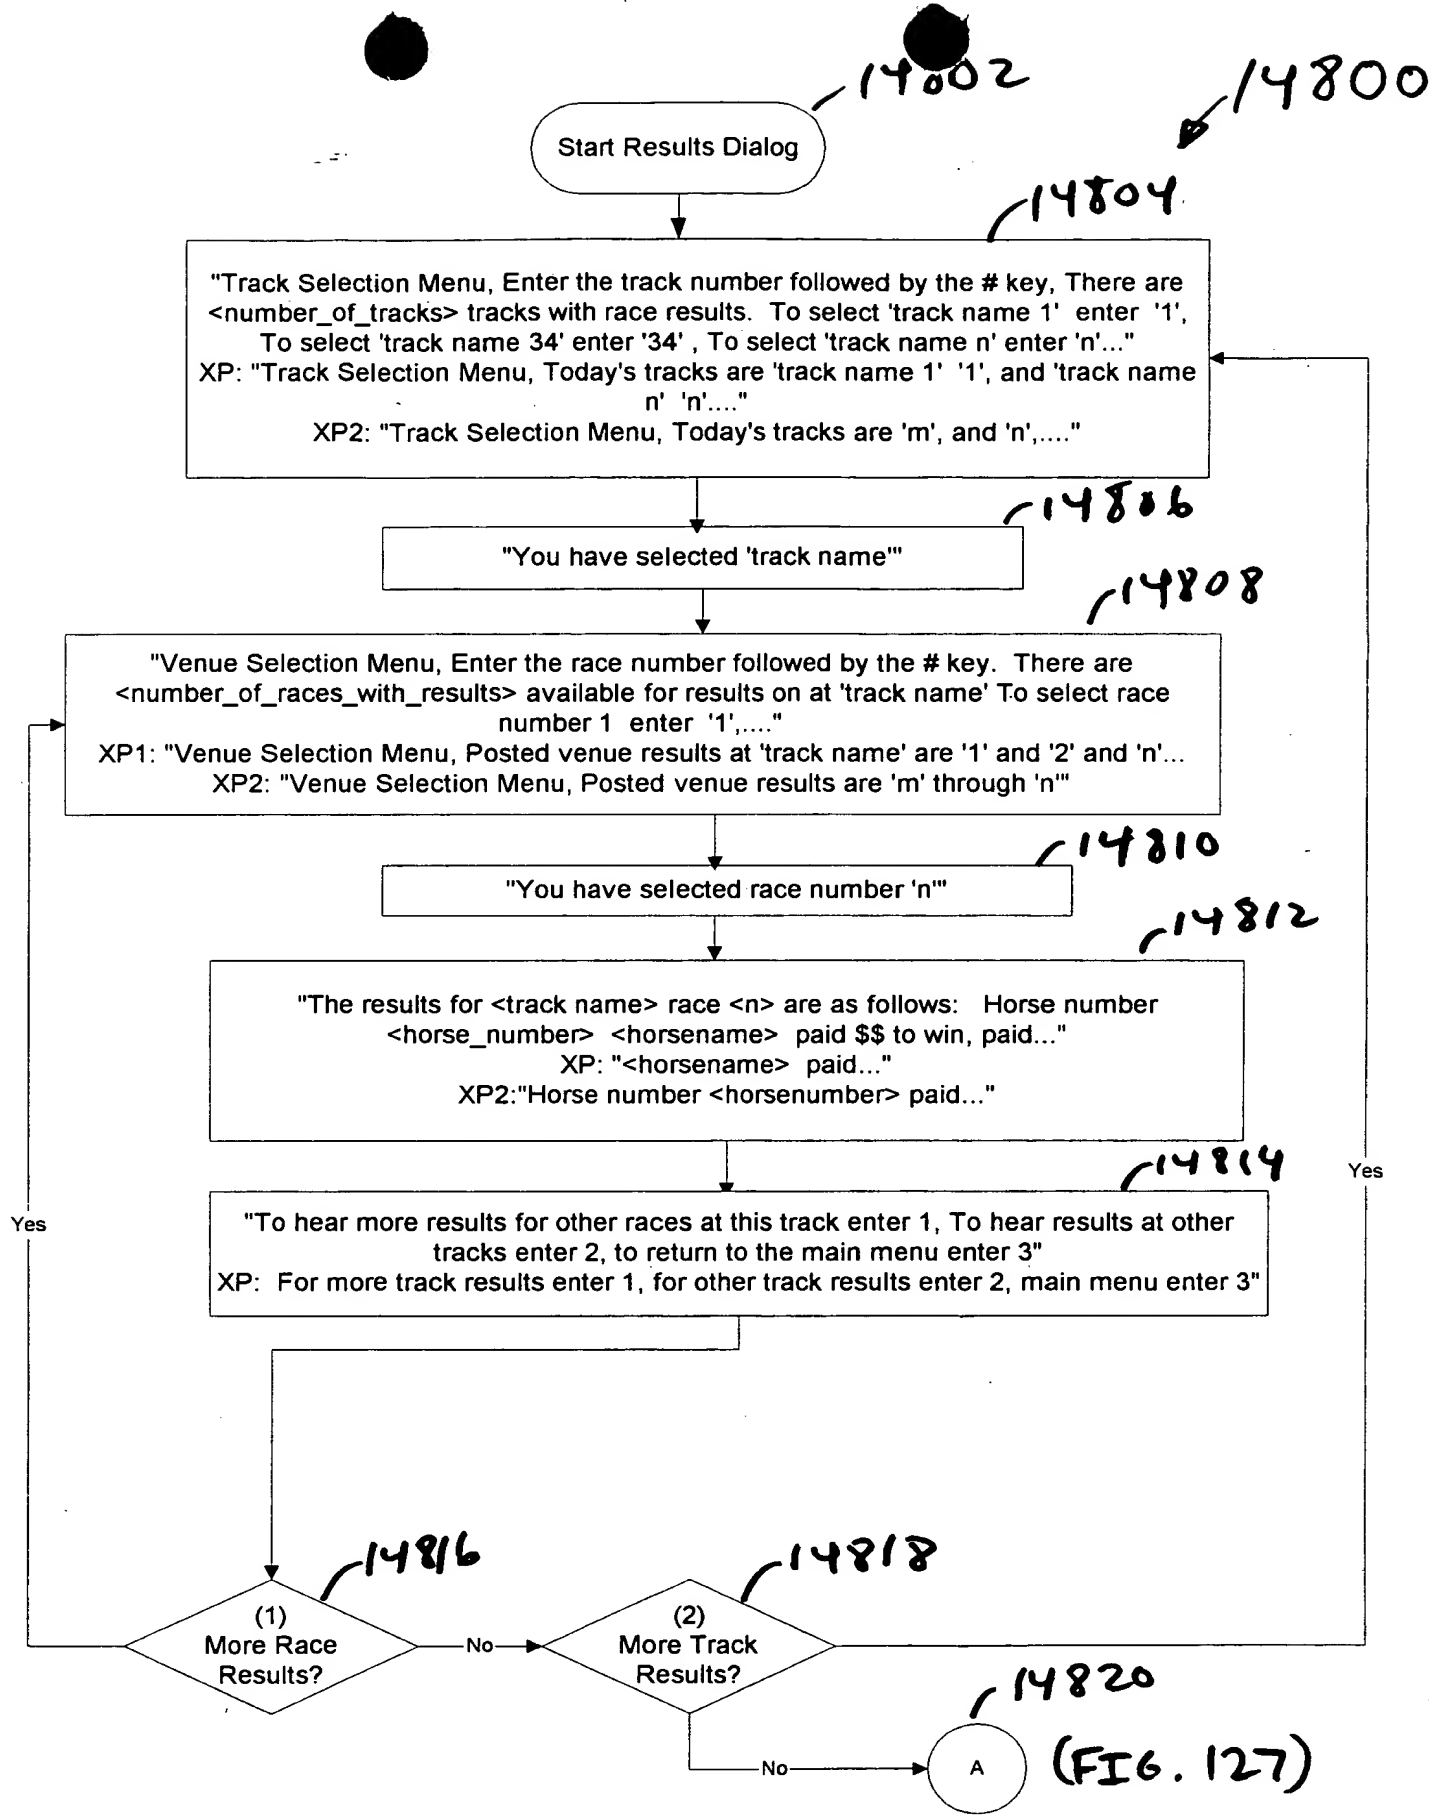 14802
14800
Start Results Dialog
14804
"Track Selection Menu, Enter the track number followed by the # key, There are
<number_of_tracks> tracks with race results. To select 'track name 1' enter '1',
To select 'track name 34' enter '34' , To select 'track name n' enter 'n'..."
XP: "Track Selection Menu, Today's tracks are 'track name 1' '1', and 'track name
n' 'n'...."
XP2: "Track Selection Menu, Today's tracks are 'm', and 'n',...."
14806
"You have selected 'track name'"
14808
"Venue Selection Menu, Enter the race number followed by the # key. There are
<number_of_races_with_results> available for results on at 'track name' To select race
number 1 enter '1',...."
XP1: "Venue Selection Menu, Posted venue results at 'track name' are '1' and '2' and 'n'...
XP2: "Venue Selection Menu, Posted venue results are 'm' through 'n'"
14810
"You have selected race number 'n'"
14812
"The results for <track name> race <n> are as follows: Horse number
<horse_number> <horsename> paid $$ to win, paid..."
XP: "<horsename> paid..."
XP2:"Horse number <horsenumber> paid..."
14814
Yes
Yes
"To hear more results for other races at this track enter 1, To hear results at other
tracks enter 2, to return to the main menu enter 3"
XP: For more track results enter 1, for other track results enter 2, main menu enter 3"
14816
14818
(1)
More Race
Results?
No
(2)
More Track
Results?
14820
No
A
(FIG. 127)